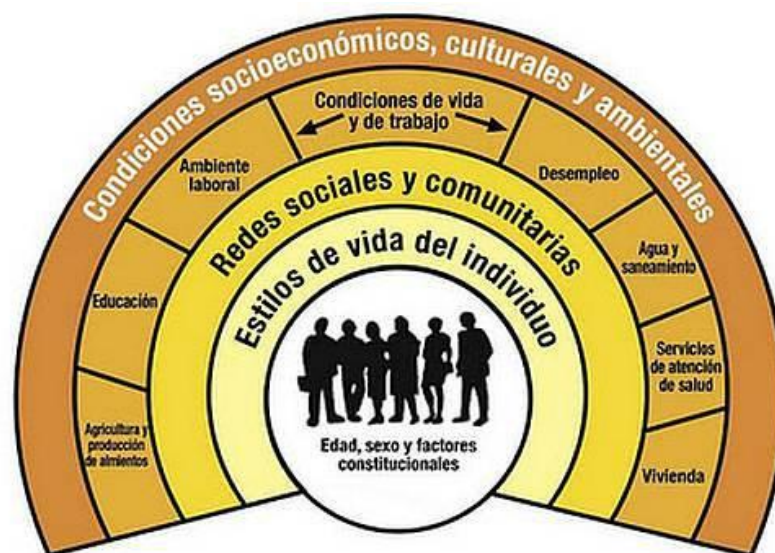 Condiciones socioeconómicos, culturales y ambientales
Condiciones de vida
y de trabajo
Ambiente
laboral
Desempleo
Educación
Agua y
saneamiento
Agricultura y
producción
de almientos
Servicios
de atención
de salud
Vivienda
Redes sociales y comunitarias
Estilos de vida del individuo
Edad, sexo y factores
constitucionales